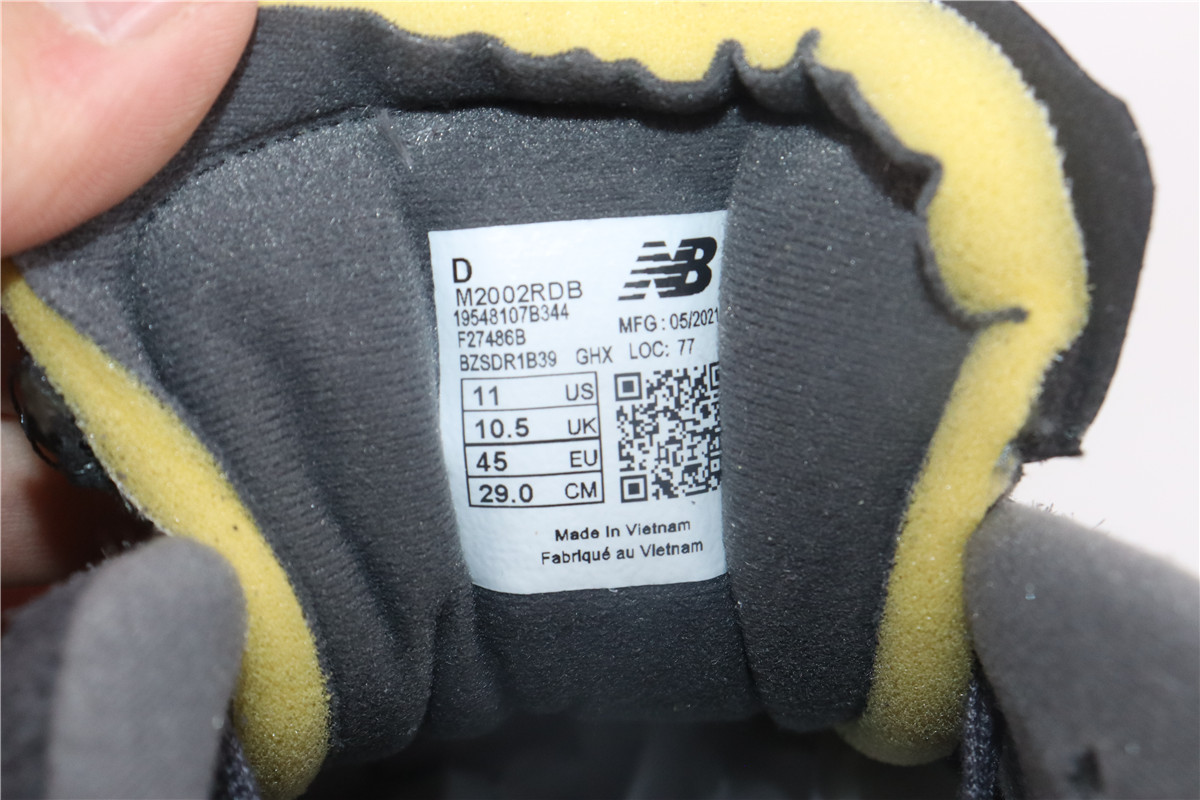 D
NB
M2002RDB
19548107B344
MFG : 05/2021
F27486B
BZSDR1B39 GHX LOC: 77
11 US
10.5 UK
45 EU
29.0 CM
Made In Vietnam
Fabriqué au Vietnam